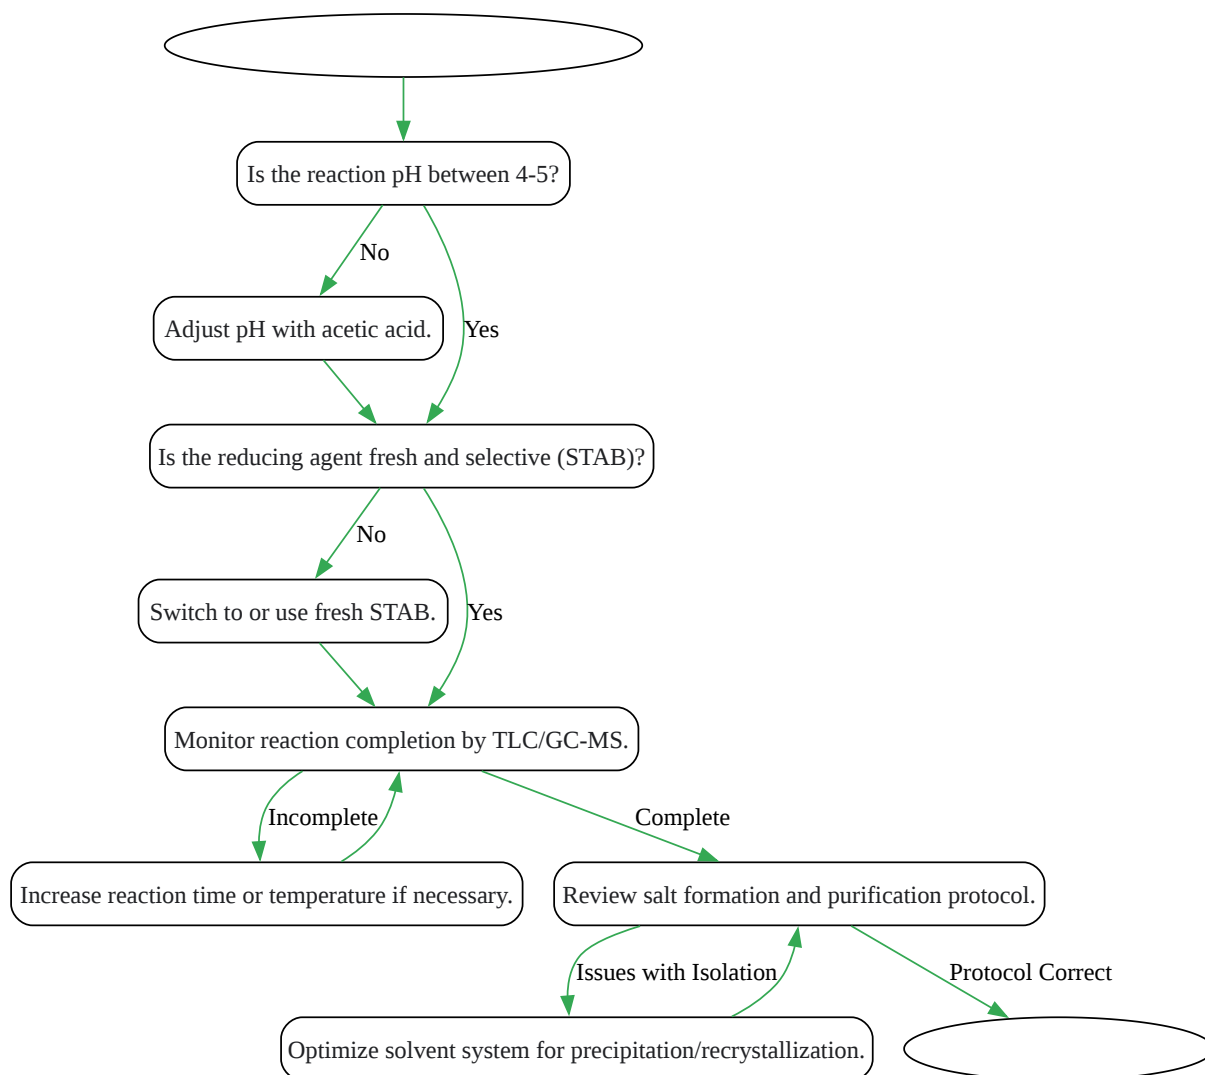 Is the reaction pH between 4-5?
No
Adjust pH with acetic acid.
Yes
Is the reducing agent fresh and selective (STAB)?
No
Switch to or use fresh STAB.
Yes
Monitor reaction completion by TLC/GC-MS.
Incomplete
Complete
Increase reaction time or temperature if necessary.
Review salt formation and purification protocol.
Issues with Isolation
Protocol Correct
Optimize solvent system for precipitation/recrystallization.